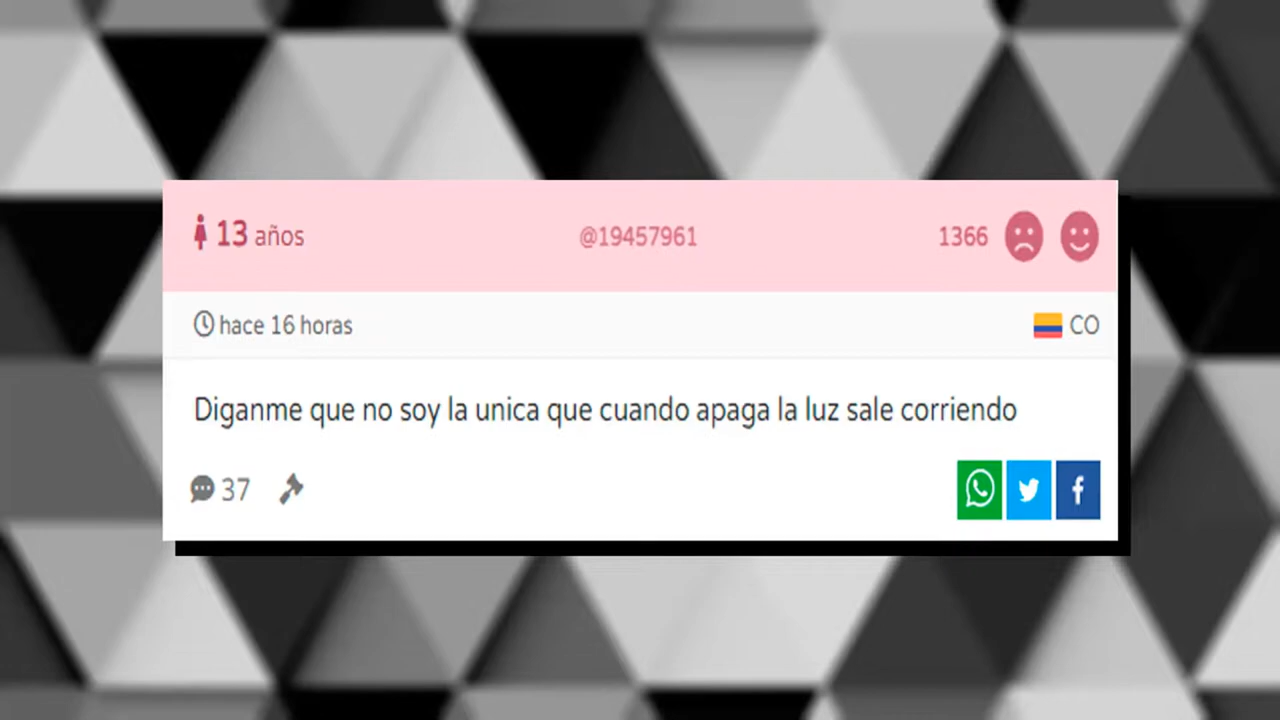 13 años @19457961 1366
hace 16 horas CO
Diganme que no soy la unica que cuando apaga la luz sale corriendo
37